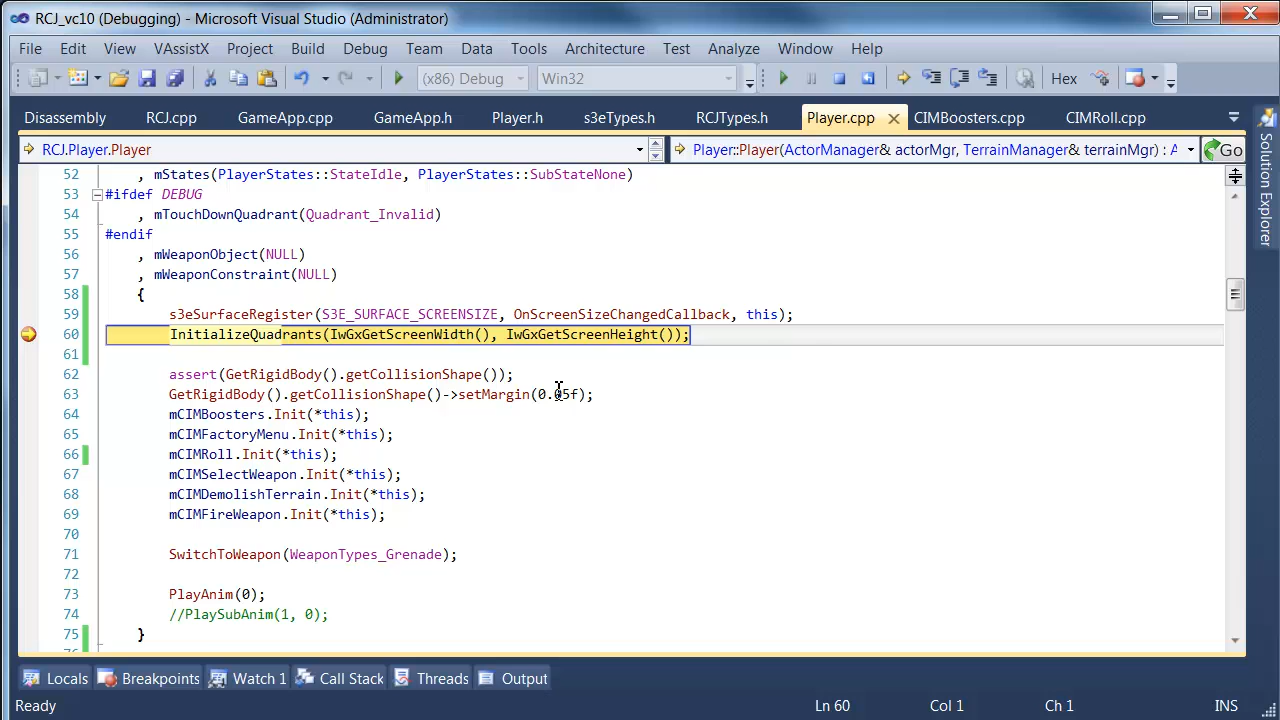 RCJ_vc10 (Debugging) - Microsoft Visual Studio (Administrator)
File Edit View VAssistX Project Build Debug Team Data Tools Architecture Test Analyze Window Help
(x86) Debug Win32 Hex
Disassembly RCJ.cpp GameApp.cpp GameApp.h Player.h s3eTypes.h RCJTypes.h Player.cpp CIMBoosters.cpp CIMRoll.cpp
RCJ.Player.Player Player::Player(ActorManager& actorMgr, TerrainManager& terrainMgr) : A Go
Solution Explorer
52 , mStates(PlayerStates::StateIdle, PlayerStates::SubStateNone)
53 #ifdef DEBUG
54 , mTouchDownQuadrant(Quadrant_Invalid)
55 #endif
56 , mWeaponObject(NULL)
57 , mWeaponConstraint(NULL)
58 {
59 s3eSurfaceRegister(S3E_SURFACE_SCREENSIZE, OnScreenSizeChangedCallback, this);
60 InitializeQuadrants(IwGxGetScreenWidth(), IwGxGetScreenHeight());
61
62 assert(GetRigidBody().getCollisionShape());
63 GetRigidBody().getCollisionShape()->setMargin(0.05f);
64 mCIMBoosters.Init(*this);
65 mCIMFactoryMenu.Init(*this);
66 mCIMRoll.Init(*this);
67 mCIMSelectWeapon.Init(*this);
68 mCIMDemolishTerrain.Init(*this);
69 mCIMFireWeapon.Init(*this);
70
71 SwitchToWeapon(WeaponTypes_Grenade);
72
73 PlayAnim(0);
74 //PlaySubAnim(1, 0);
75 }
Locals Breakpoints Watch 1 Call Stack Threads Output
Ready Ln 60 Col 1 Ch 1 INS